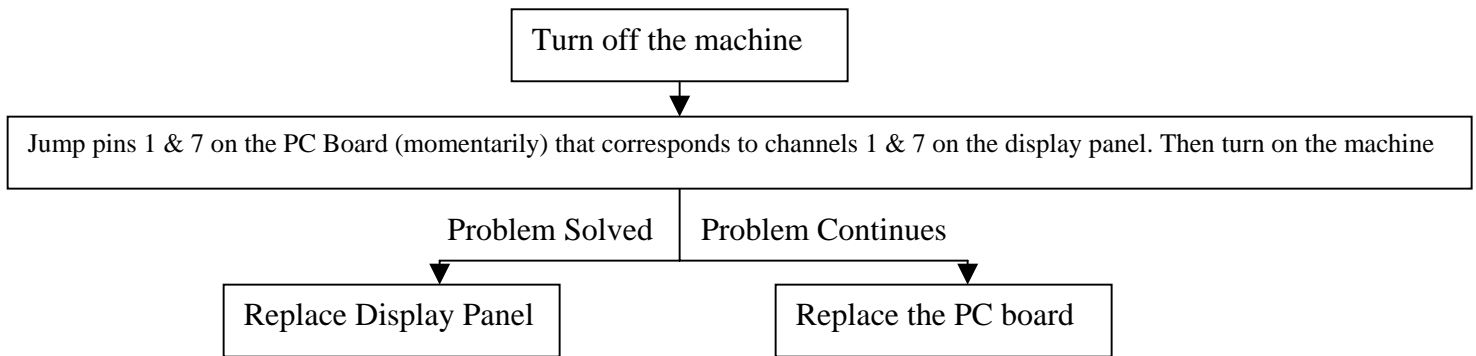 Turn off the machine
Jump pins 1 & 7 on the PC Board (momentarily) that corresponds to channels 1 & 7 on the display panel. Then turn on the machine
Problem Solved Problem Continues
Replace Display Panel Replace the PC board